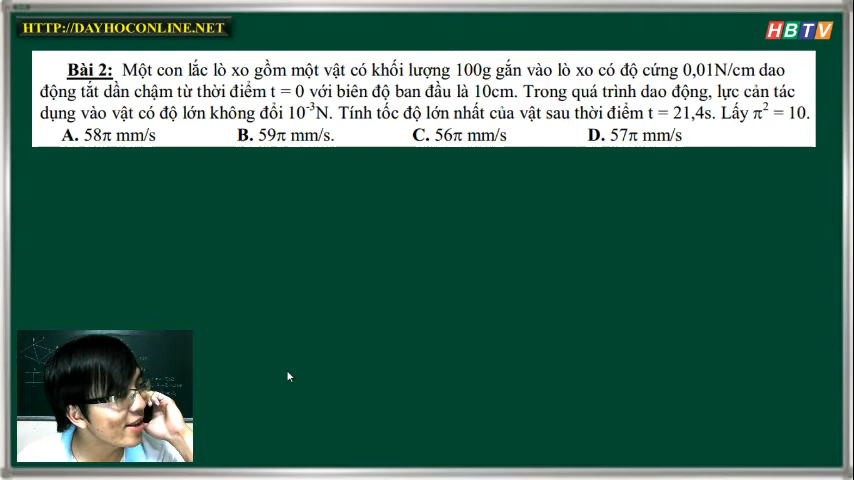 HTTP://DAYHOCONLINE.NET
HBTV
Bài 2: Một con lắc lò xo gồm một vật có khối lượng 100g gắn vào lò xo có độ cứng 0,01N/cm dao
động tắt dần chậm từ thời điểm t = 0 với biên độ ban đầu là 10cm. Trong quá trình dao động, lực cản tác
dụng vào vật có độ lớn không đổi 10⁻³N. Tính tốc độ lớn nhất của vật sau thời điểm t = 21,4s. Lấy π² = 10.
A. 58π mm/s B. 59π mm/s. C. 56π mm/s D. 57π mm/s